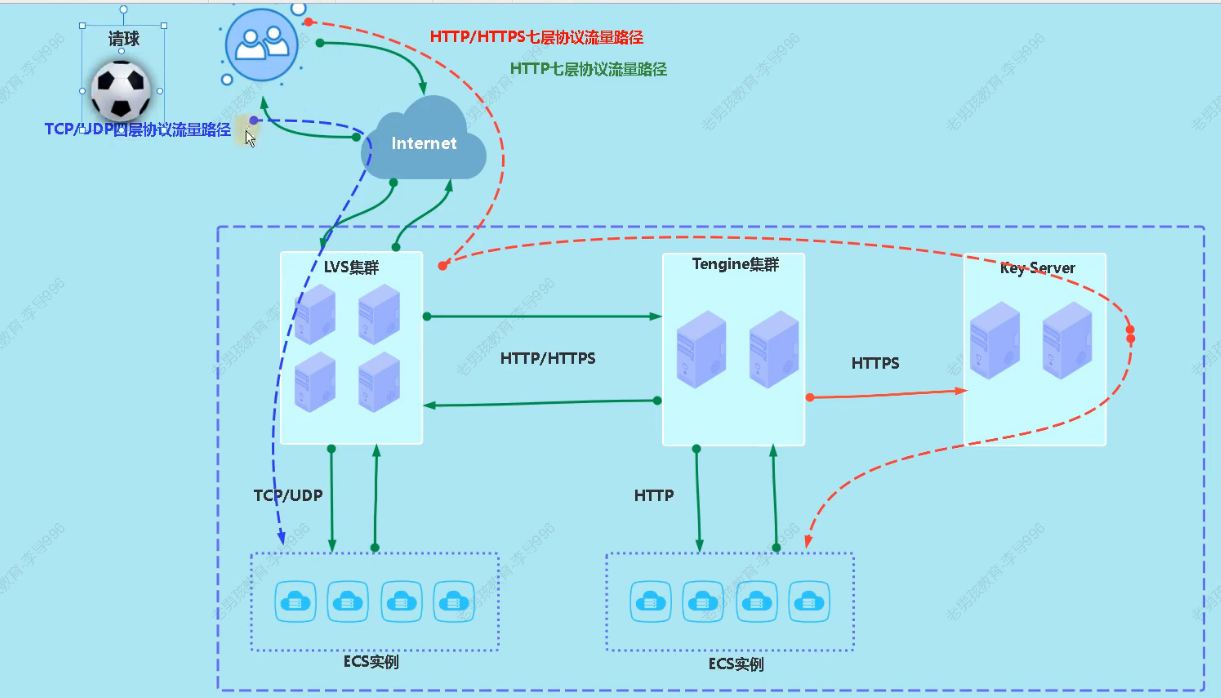 请球
HTTP/HTTPS七层协议流量路径
HTTP七层协议流量路径
TCP/UDP四层协议流量路径
Internet
LVS集群
Tengine集群
Key Server
HTTP/HTTPS
HTTPS
TCP/UDP
HTTP
ECS实例
ECS实例
老男孩教育-李导996